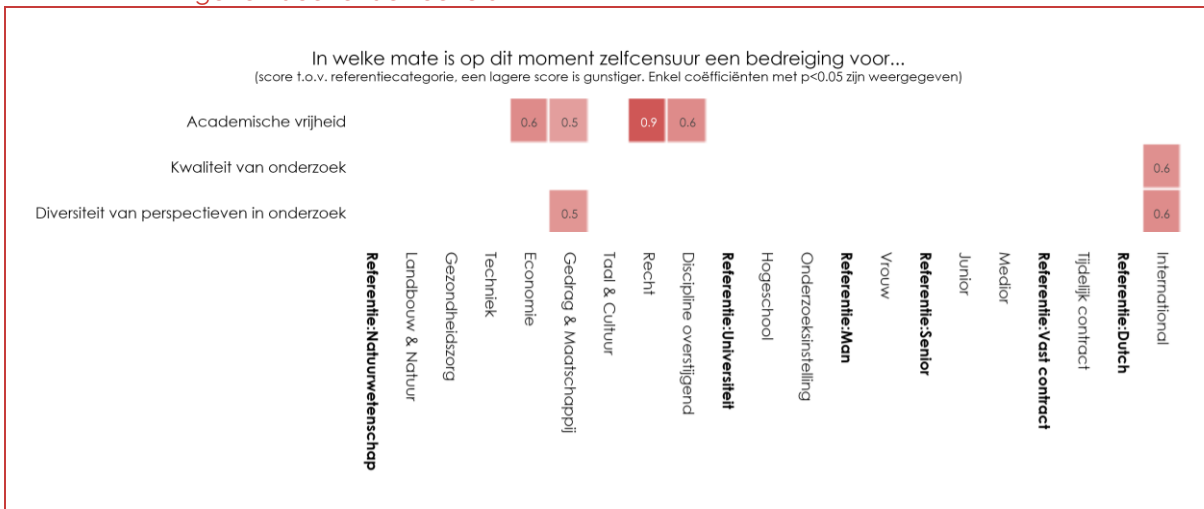 In welke mate is op dit moment zelfcensuur een bedreiging voor...
(score t.o.v. referentiecategorie, een lagere score is gunstiger. Enkel coëfficiënten met p<0.05 zijn weergegeven)
Academische vrijheid
0.6
0.5
0.9
0.6
Kwaliteit van onderzoek
0.6
Diversiteit van perspectieven in onderzoek
0.5
0.6
Referentie:Natuurwetenschap
Landbouw & Natuur
Gezondheidszorg
Techniek
Economie
Gedrag & Maatschappij
Taal & Cultuur
Recht
Discipline overstijgend
Referentie:Universiteit
Hogeschool
Onderzoeksinstelling
Referentie:Man
Vrouw
Referentie:Senior
Junior
Medior
Referentie:Vast contract
Tijdelijk contract
Referentie:Dutch
International